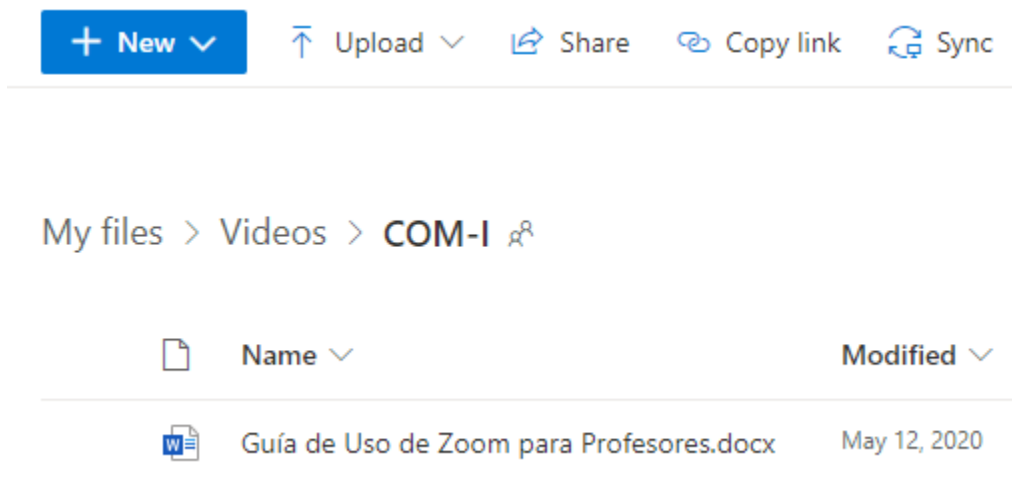 New Upload Share Copy link Sync
My files > Videos > COM-I
Name Modified
Guía de Uso de Zoom para Profesores.docx May 12, 2020